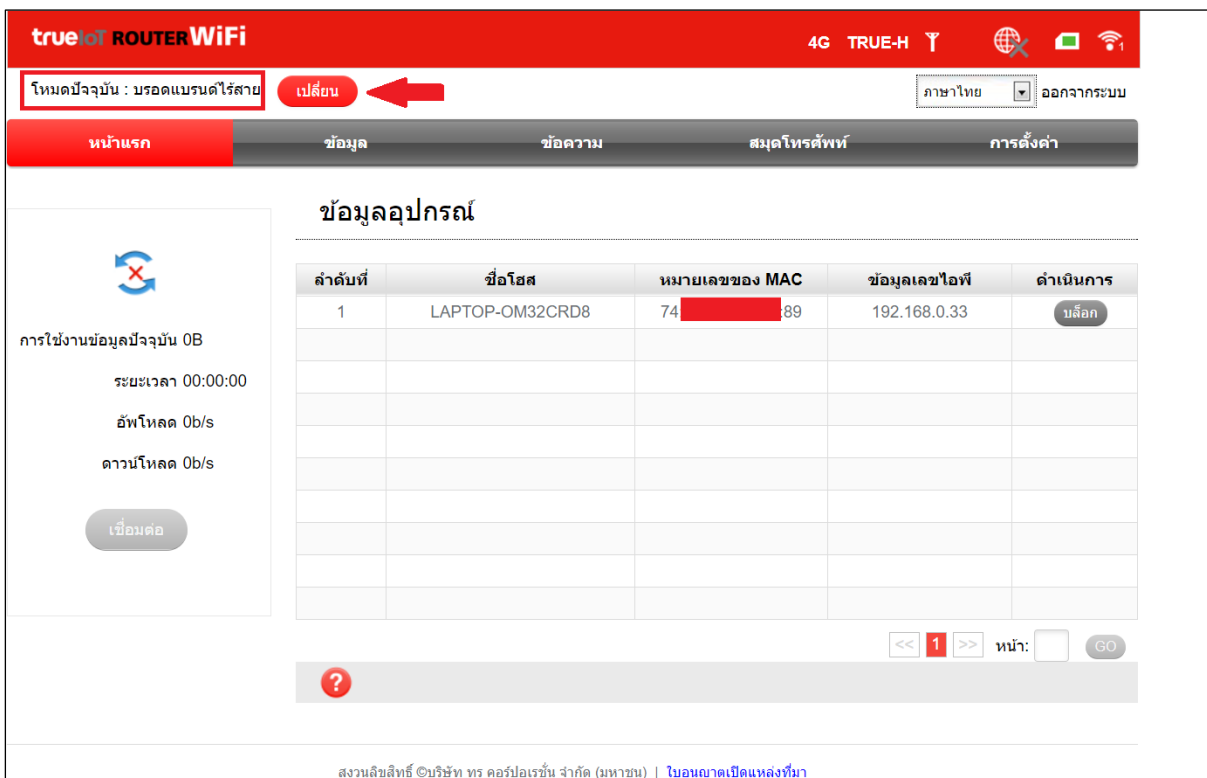 trueIoT ROUTER WiFi
4G TRUE-H 1
โหมดปัจจุบัน : บรอดแบรนด์ไร้สาย เปลี่ยน ภาษาไทย ออกจากระบบ
หน้าแรก ข้อมูล ข้อความ สมุดโทรศัพท์ การตั้งค่า
ข้อมูลอุปกรณ์
ลำดับที่ ชื่อโฮส หมายเลขของ MAC ข้อมูลเลขไอพี ดำเนินการ
1 LAPTOP-OM32CRD8 74 :89 192.168.0.33 บล็อก
การใช้งานข้อมูลปัจจุบัน 0B
ระยะเวลา 00:00:00
อัพโหลด 0b/s
ดาวน์โหลด 0b/s
เชื่อมต่อ
<< 1 >> หน้า: GO
?
สงวนลิขสิทธิ์ ©บริษัท ทรู คอร์ปอเรชั่น จำกัด (มหาชน) | ใบอนุญาตเปิดแหล่งที่มา